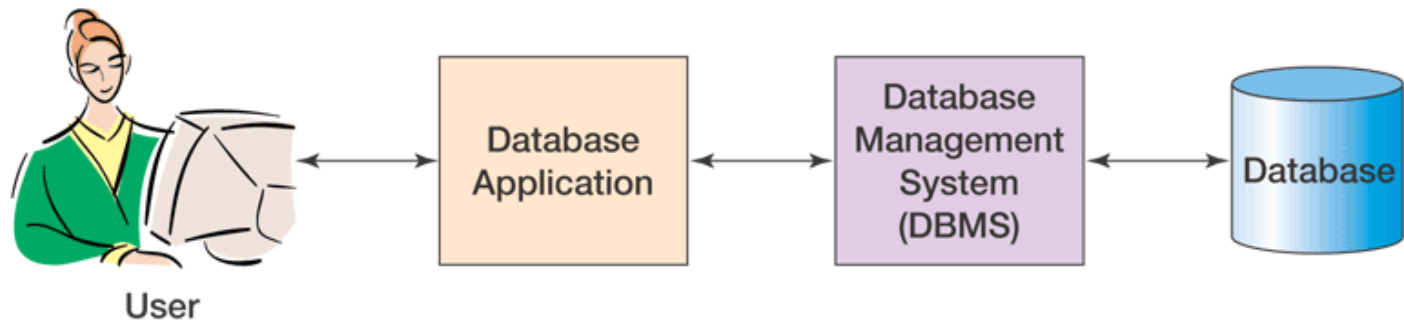 User
Database
Application
Database
Management
System
(DBMS)
Database